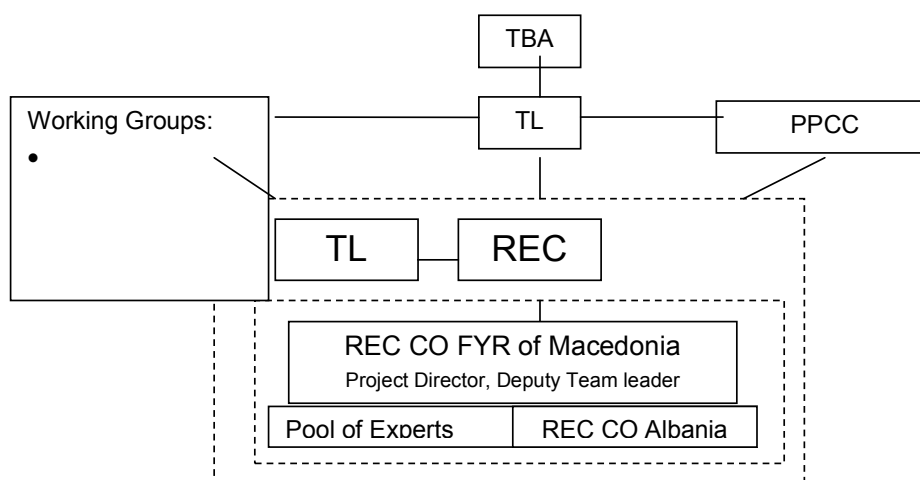 TBA
Working Groups:
•
TL
PPCC
TL
REC
REC CO FYR of Macedonia
Project Director, Deputy Team leader
Pool of Experts
REC CO Albania